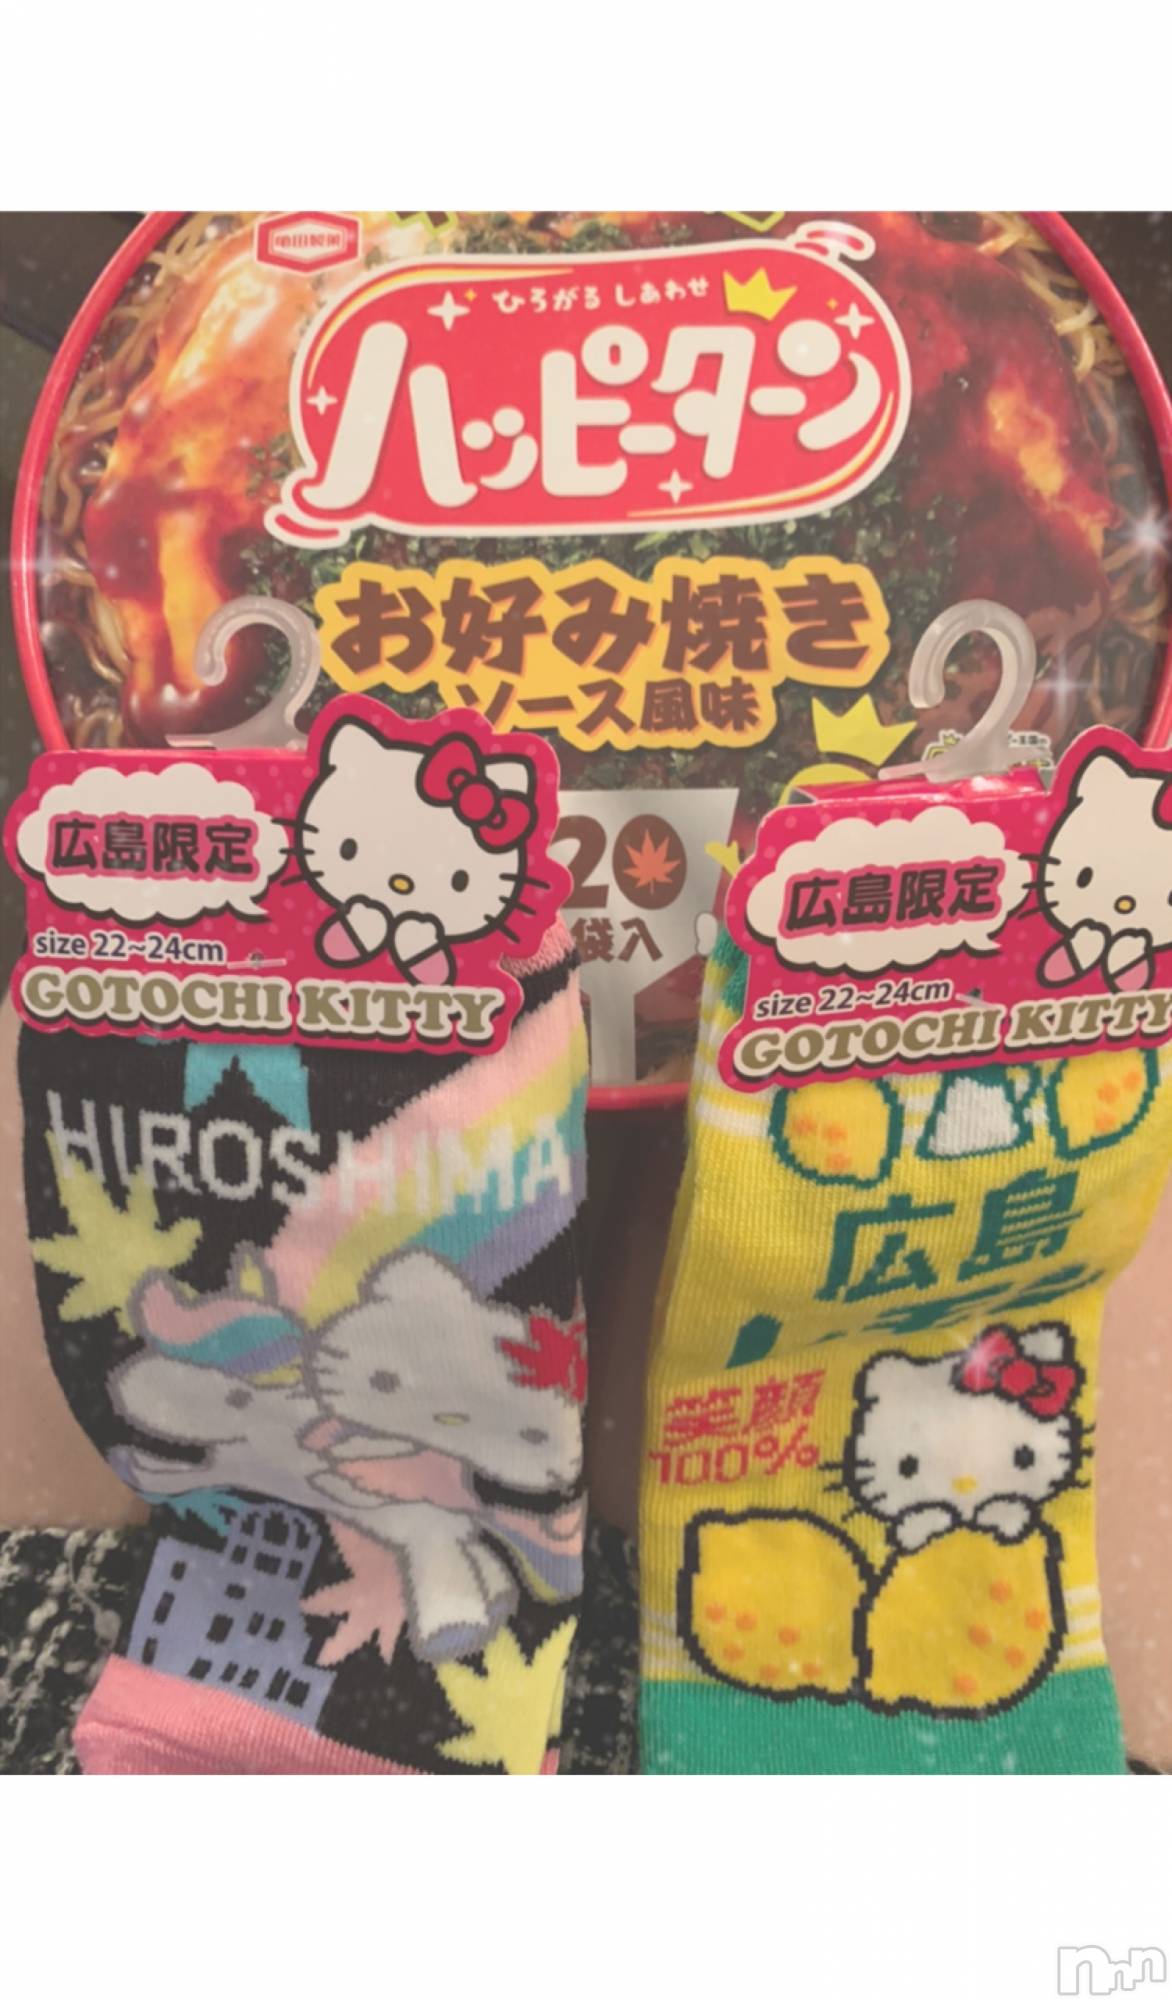 亀田製菓
ひろがる しあわせ
ハッピーターン
お好み焼き
ソース風味
20
袋入
広島限定
size 22~24cm
GOTOCHI KITTY
広島限定
size 22~24cm
GOTOCHI KITTY
HIROSHIMA
広島
笑顔
100%
nnn